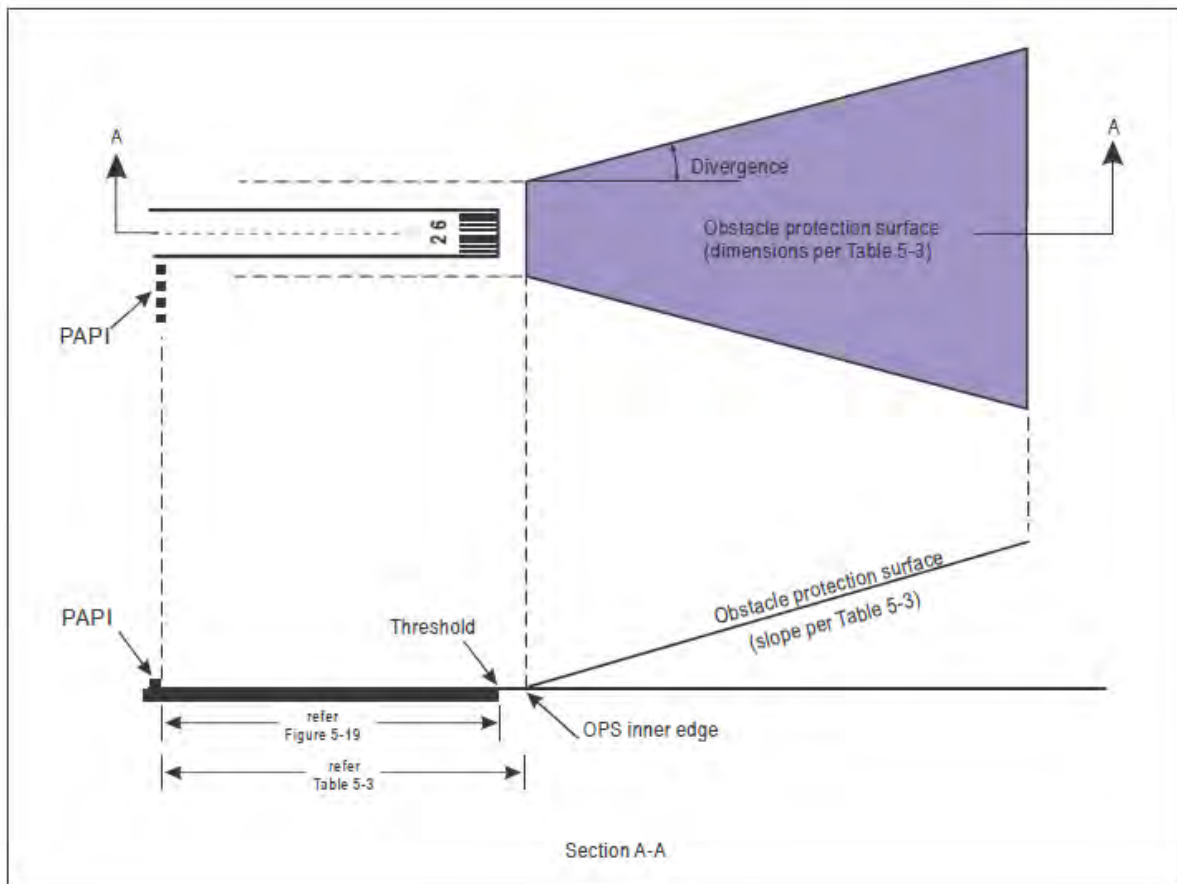 A
A
Divergence
Obstacle protection surface
(dimensions per Table 5-3)
26
PAPI
Obstacle protection surface
(slope per Table 5-3)
PAPI
Threshold
OPS inner edge
refer
Figure 5-19
refer
Table 5-3
Section A-A